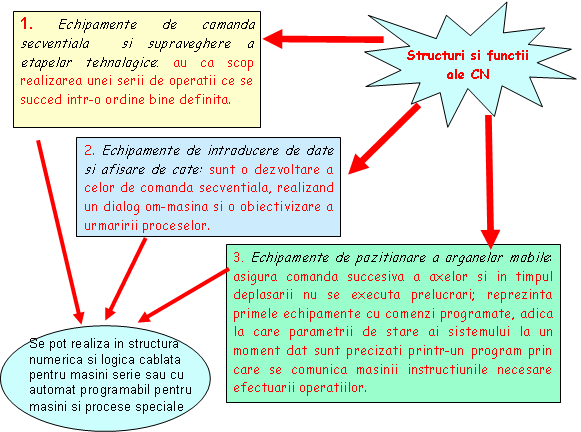 1. Echipamente de comanda
secventiala si supraveghere a
etapelor tehnologice: au ca scop
realizarea unei serii de operatii ce se
succed intr-o ordine bine definita.
Structuri si functii
ale CN
2. Echipamente de introducere de date
si afisare de cote: sunt o dezvoltare a
celor de comanda secventiala, realizand
un dialog om-masina si o obiectivizare a
urmaririi proceselor.
3. Echipamente de pozitionare a organelor mobile:
asigura comanda succesiva a axelor si in timpul
deplasarii nu se executa prelucrari; reprezinta
primele echipamente cu comenzi programate, adica
la care parametrii de stare ai sistemului la un
moment dat sunt precizati printr-un program prin
care se comunica masinii instructiunile necesare
efectuarii operatiilor.
Se pot realiza in structura
numerica si logica cablata
pentru masini serie sau cu
automat programabil pentru
masini si procese speciale